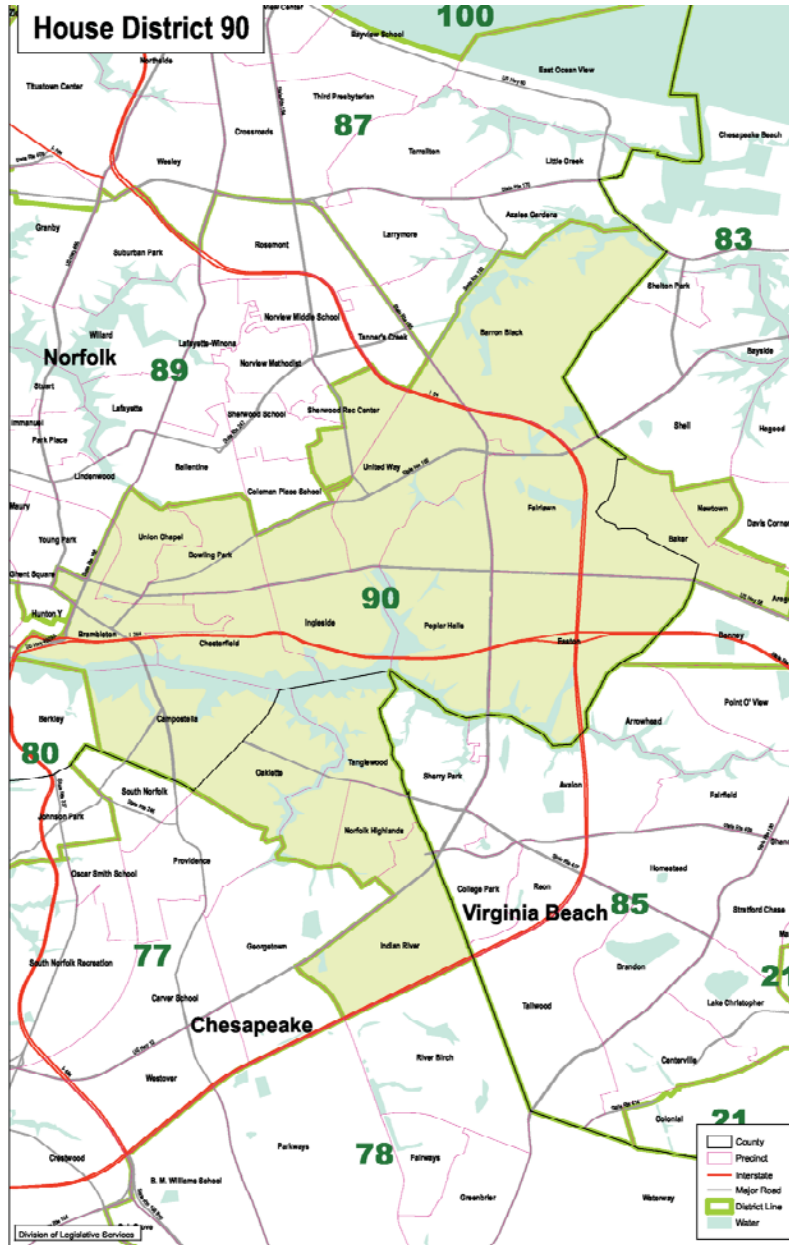 House District 90
100
Bayview School
East Ocean View
Northside
Titustown Center
Third Presbyterian
87
Crossroads
Chesapeake Beach
Tarrallton
Little Creek
Wesley
Azalea Gardens
Granby
Larrymore
83
Rosemont
Suburban Park
Shelton Park
Norview Middle School
Tanner's Creek
Barron Black
Willard
Lafayette-Winona
Bayside
Norfolk
89
Norview Methodist
Stuart
Lafayette
Sherwood School
Sherwood Rec Center
Immanuel
Park Place
Shell
Hagood
Ballentine
United Way
Lindenwood
Coleman Place School
Maury
Fairlawn
Newtown
Davis Corner
Young Park
Union Chapel
Baker
Dowling Park
Ghent Square
90
Hunton Y
Ingleside
Poplar Halls
Brambleton
Chesterfield
Easton
Bonney
Point O' View
Berkley
Campostella
Arrowhead
80
Tanglewood
Oaklette
Sherry Park
Avalon
South Norfolk
Fairfield
Johnson Park
Norfolk Highlands
Providence
Homestead
Oscar Smith School
College Park
Reon
85
Virginia Beach
Stratford Chase
Georgetown
Indian River
77
South Norfolk Recreation
Brandon
21
Carver School
Tallwood
Lake Christopher
Chesapeake
River Birch
Centerville
Westover
Colonial
21
Parkways
78
Crestwood
Fairways
B. M. Williams School
Greenbrier
Waterway
County
Precinct
Interstate
Major Road
District Line
Water
Division of Legislative Services